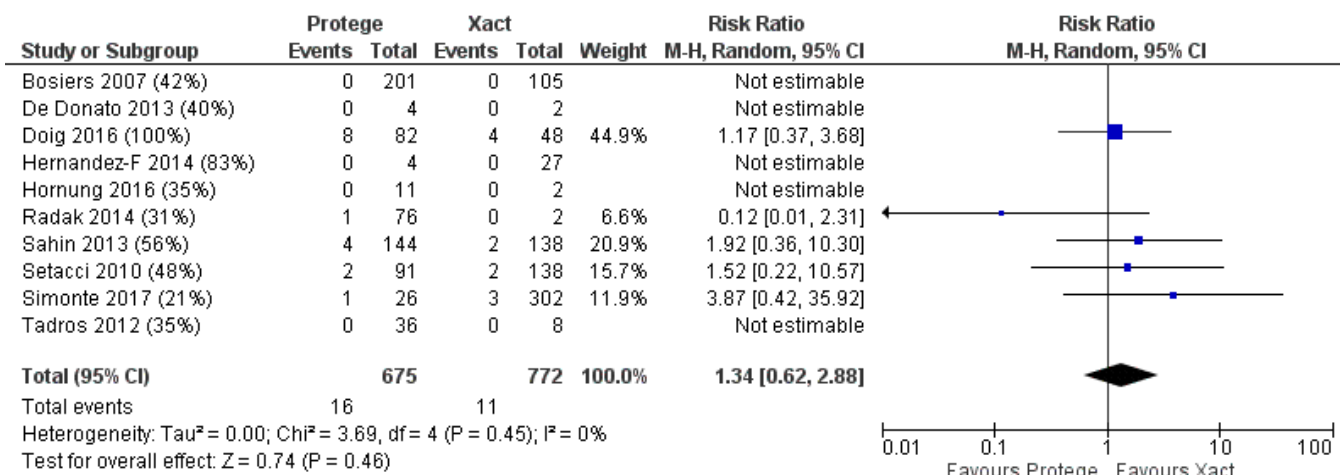 Protege Xact Risk Ratio Risk Ratio
Study or Subgroup Events Total Events Total Weight M-H, Random, 95% CI M-H, Random, 95% CI
Bosiers 2007 (42%) 0 201 0 105 Not estimable
De Donato 2013 (40%) 0 4 0 2 Not estimable
Doig 2016 (100%) 8 82 4 48 44.9% 1.17 [0.37, 3.68]
Hernandez-F 2014 (83%) 0 4 0 27 Not estimable
Hornung 2016 (35%) 0 11 0 2 Not estimable
Radak 2014 (31%) 1 76 0 2 6.6% 0.12 [0.01, 2.31]
Sahin 2013 (56%) 4 144 2 138 20.9% 1.92 [0.36, 10.30]
Setacci 2010 (48%) 2 91 2 138 15.7% 1.52 [0.22, 10.57]
Simonte 2017 (21%) 1 26 3 302 11.9% 3.87 [0.42, 35.92]
Tadros 2012 (35%) 0 36 0 8 Not estimable
Total (95% CI) 675 772 100.0% 1.34 [0.62, 2.88]
Total events 16 11
Heterogeneity: Tau² = 0.00; Chi² = 3.69, df = 4 (P = 0.45); I² = 0%
Test for overall effect: Z = 0.74 (P = 0.46)
0.01 0.1 1 10 100
Favours Protege Favours Xact